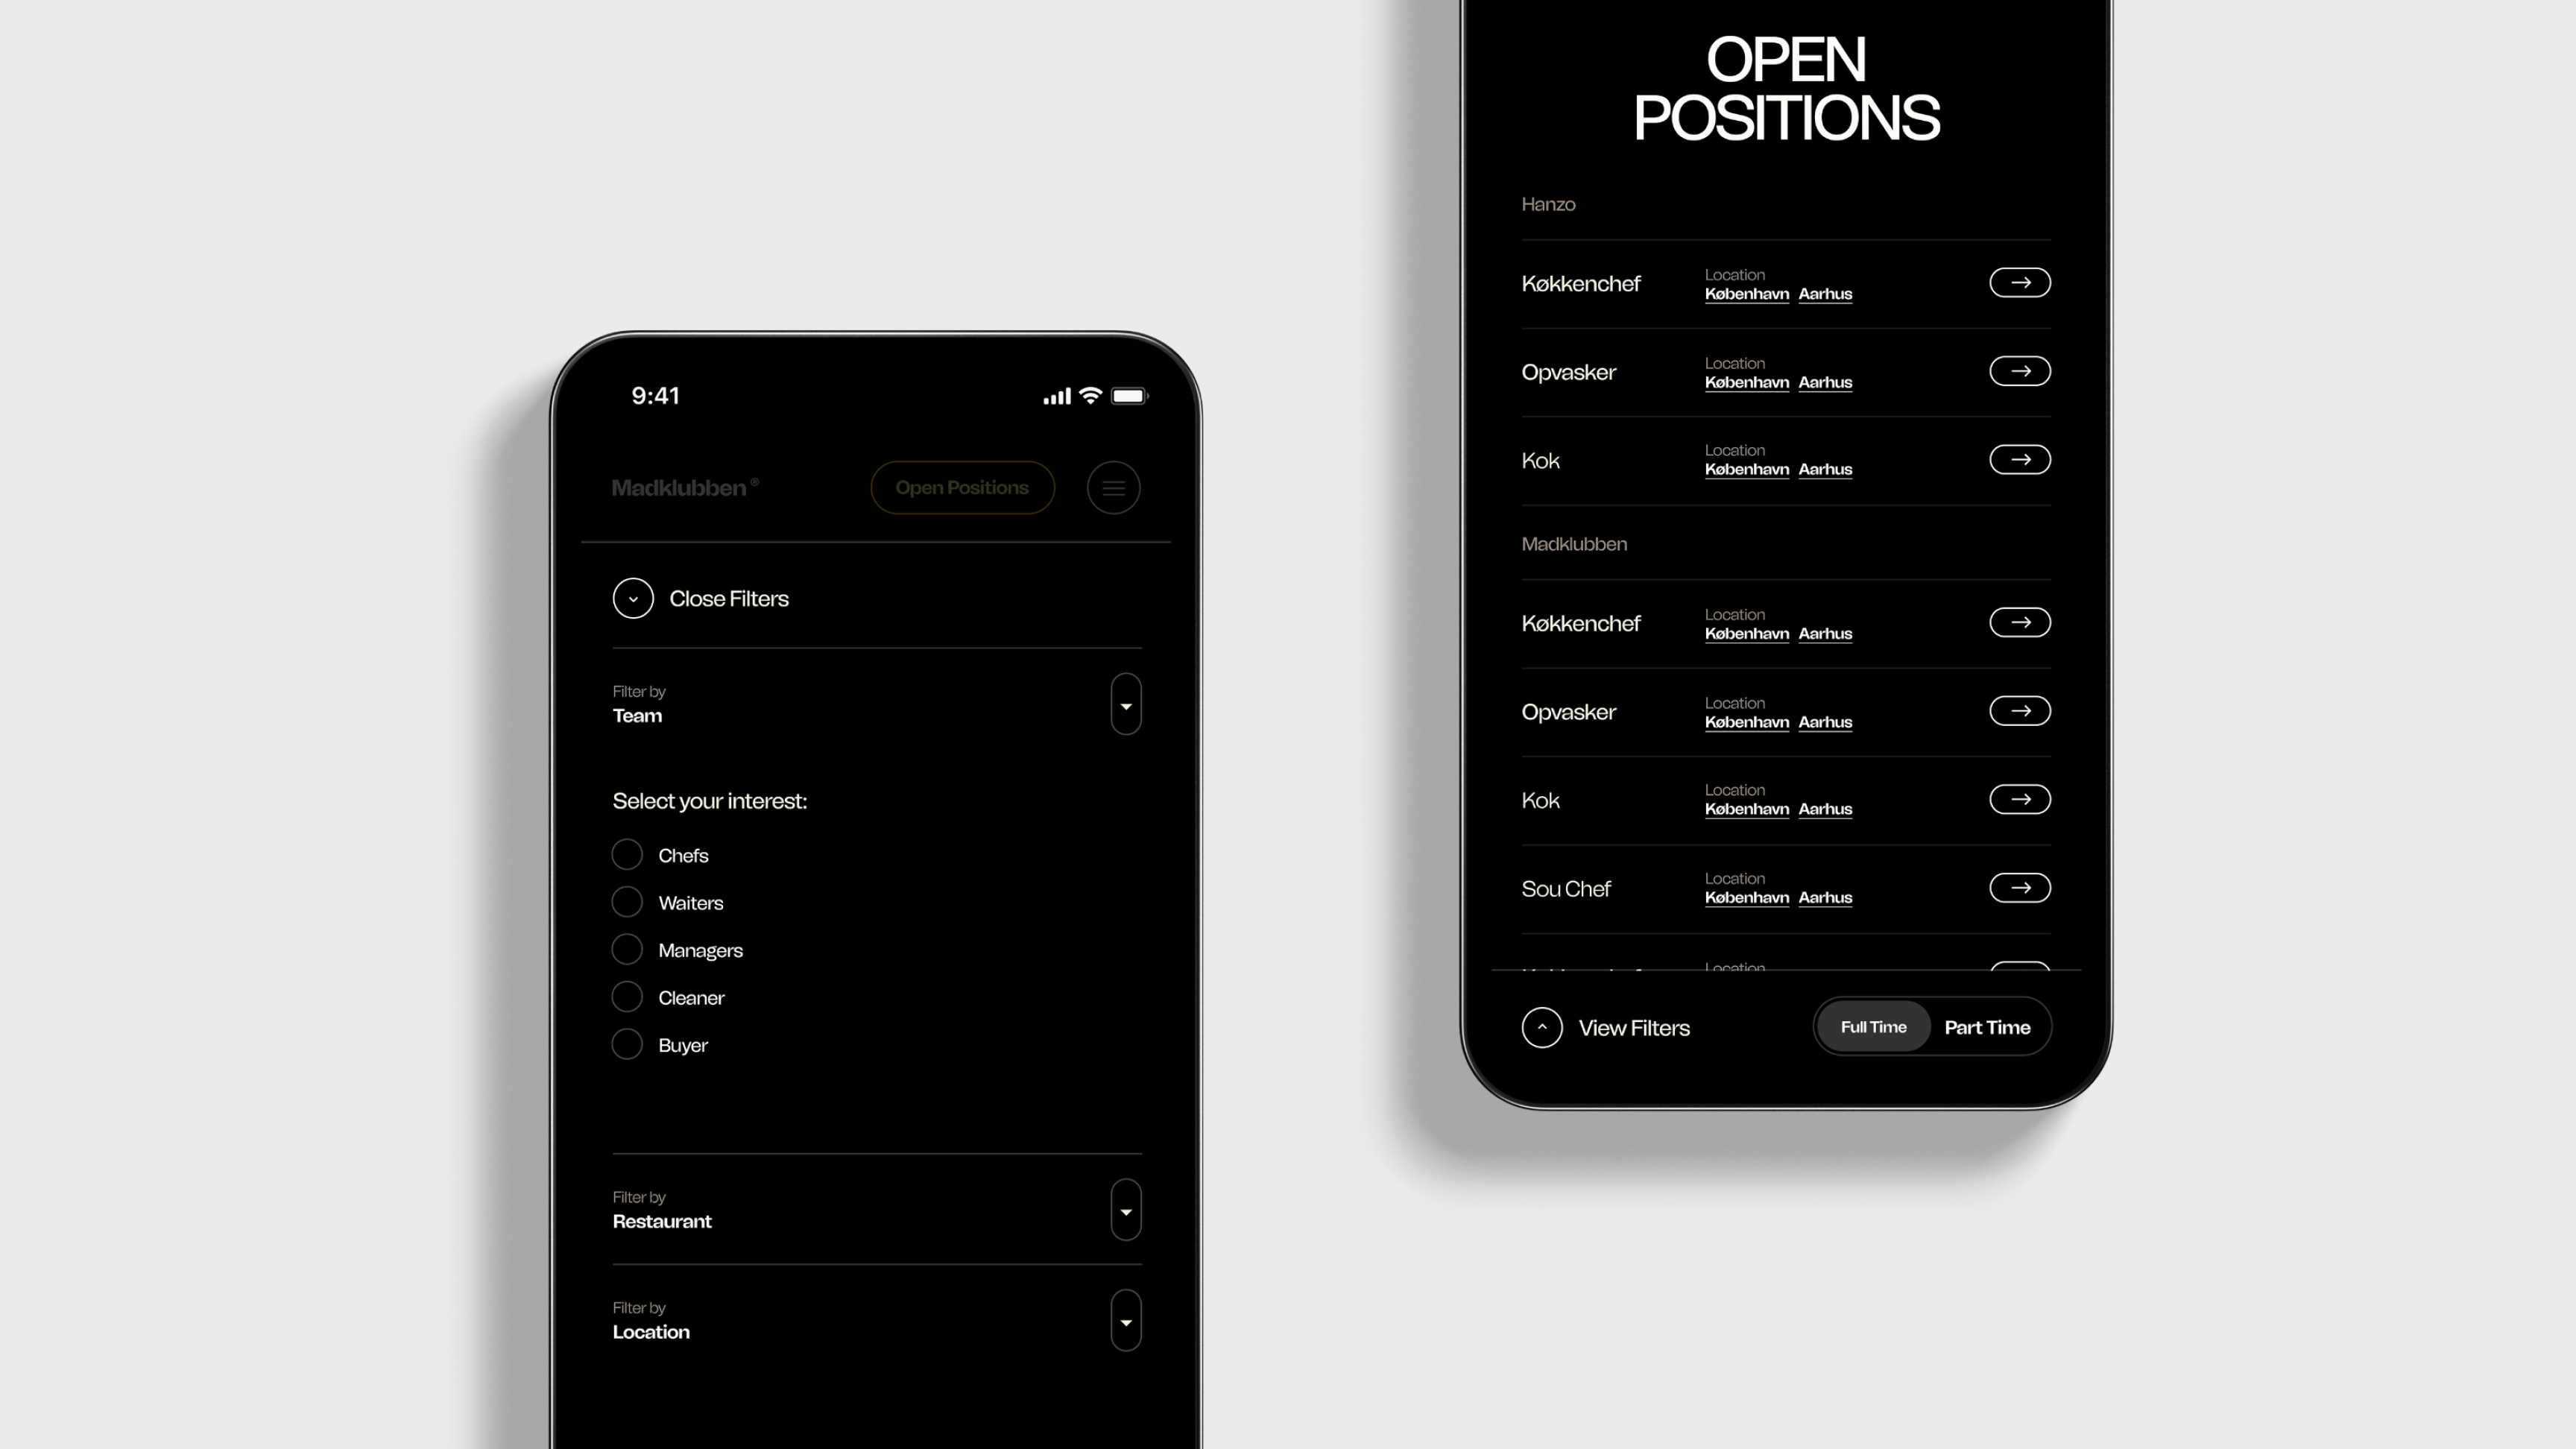 9:41
Madklubben ®
Open Positions
Close Filters
Filter by
Team
Select your interest:
Chefs
Waiters
Managers
Cleaner
Buyer
Filter by
Restaurant
Filter by
Location
OPEN
POSITIONS
Hanzo
Køkkenchef
Location
København Aarhus
Opvasker
Location
København Aarhus
Kok
Location
København Aarhus
Madklubben
Køkkenchef
Location
København Aarhus
Opvasker
Location
København Aarhus
Kok
Location
København Aarhus
Sou Chef
Location
København Aarhus
Location
View Filters
Full Time
Part Time